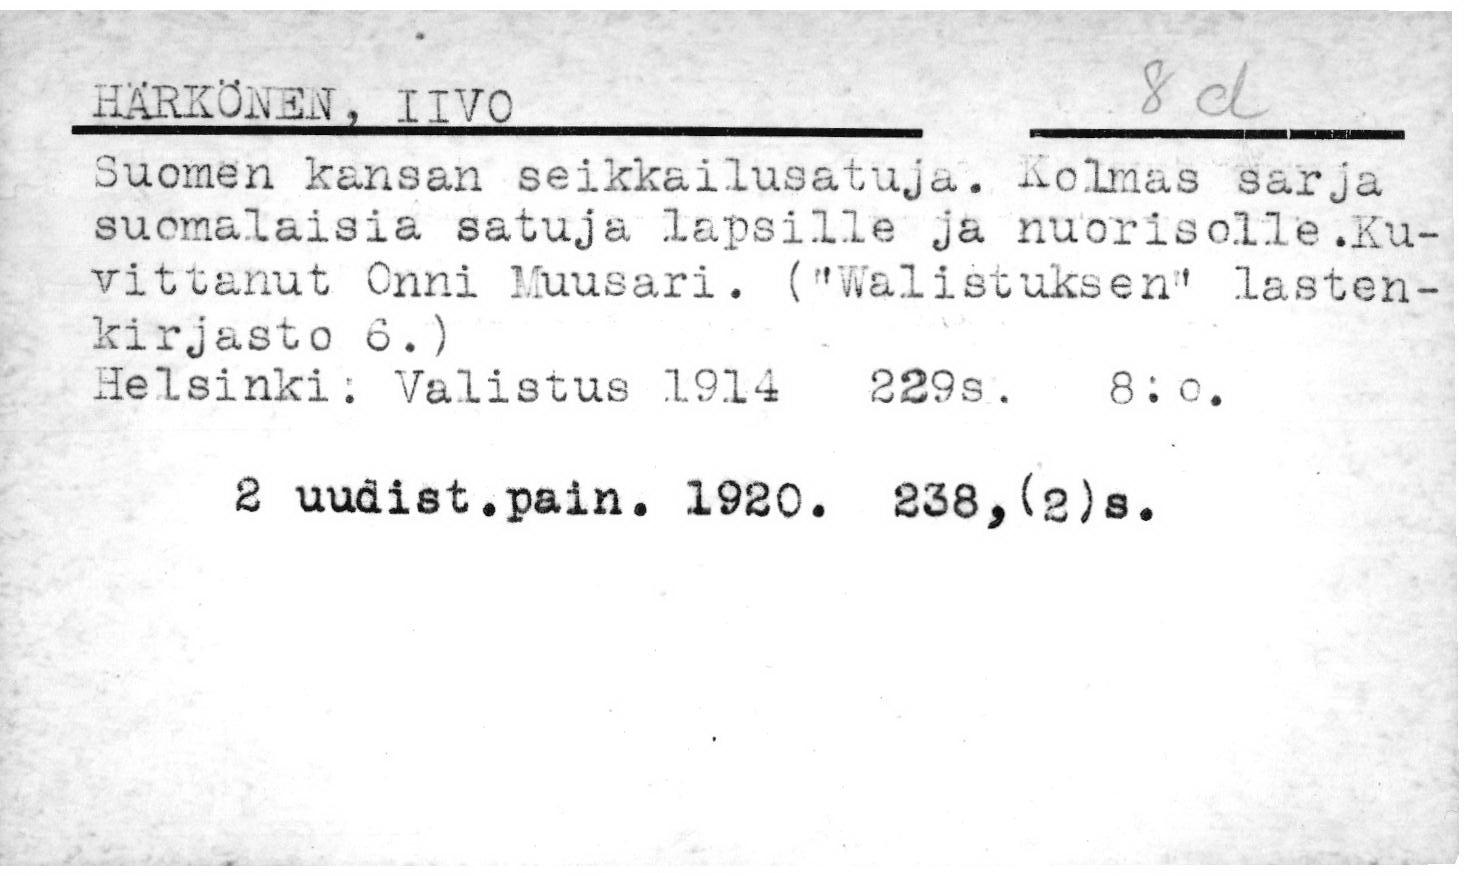 HÄRKÖNEN, IIVO 8 d
Suomen kansan seikkailusatuja. Kolmas sarja
suomalaisia satuja lapsille ja nuorisolle.Ku-
vittanut Onni Muusari. ("Walistuksen" lasten-
kirjasto 6.)
Helsinki: Valistus 1914 229s. 8:o.
2 uudist.pain. 1920. 238,(2)s.